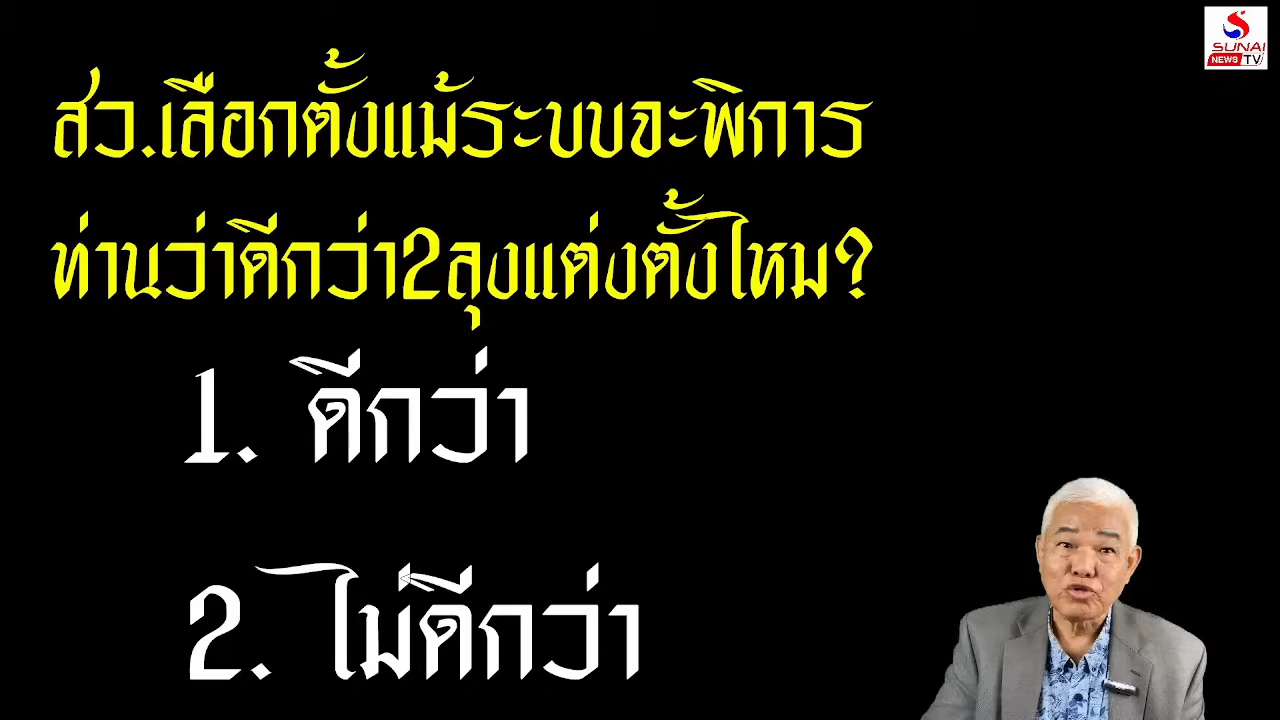 สว.เลือกตั้งแม้ระบบจะพิการ
ท่านว่าดีกว่า2ลุงแต่งตั้งไหม?
1. ดีกว่า
2. ไม่ดีกว่า
SUNAI
NEWS TV